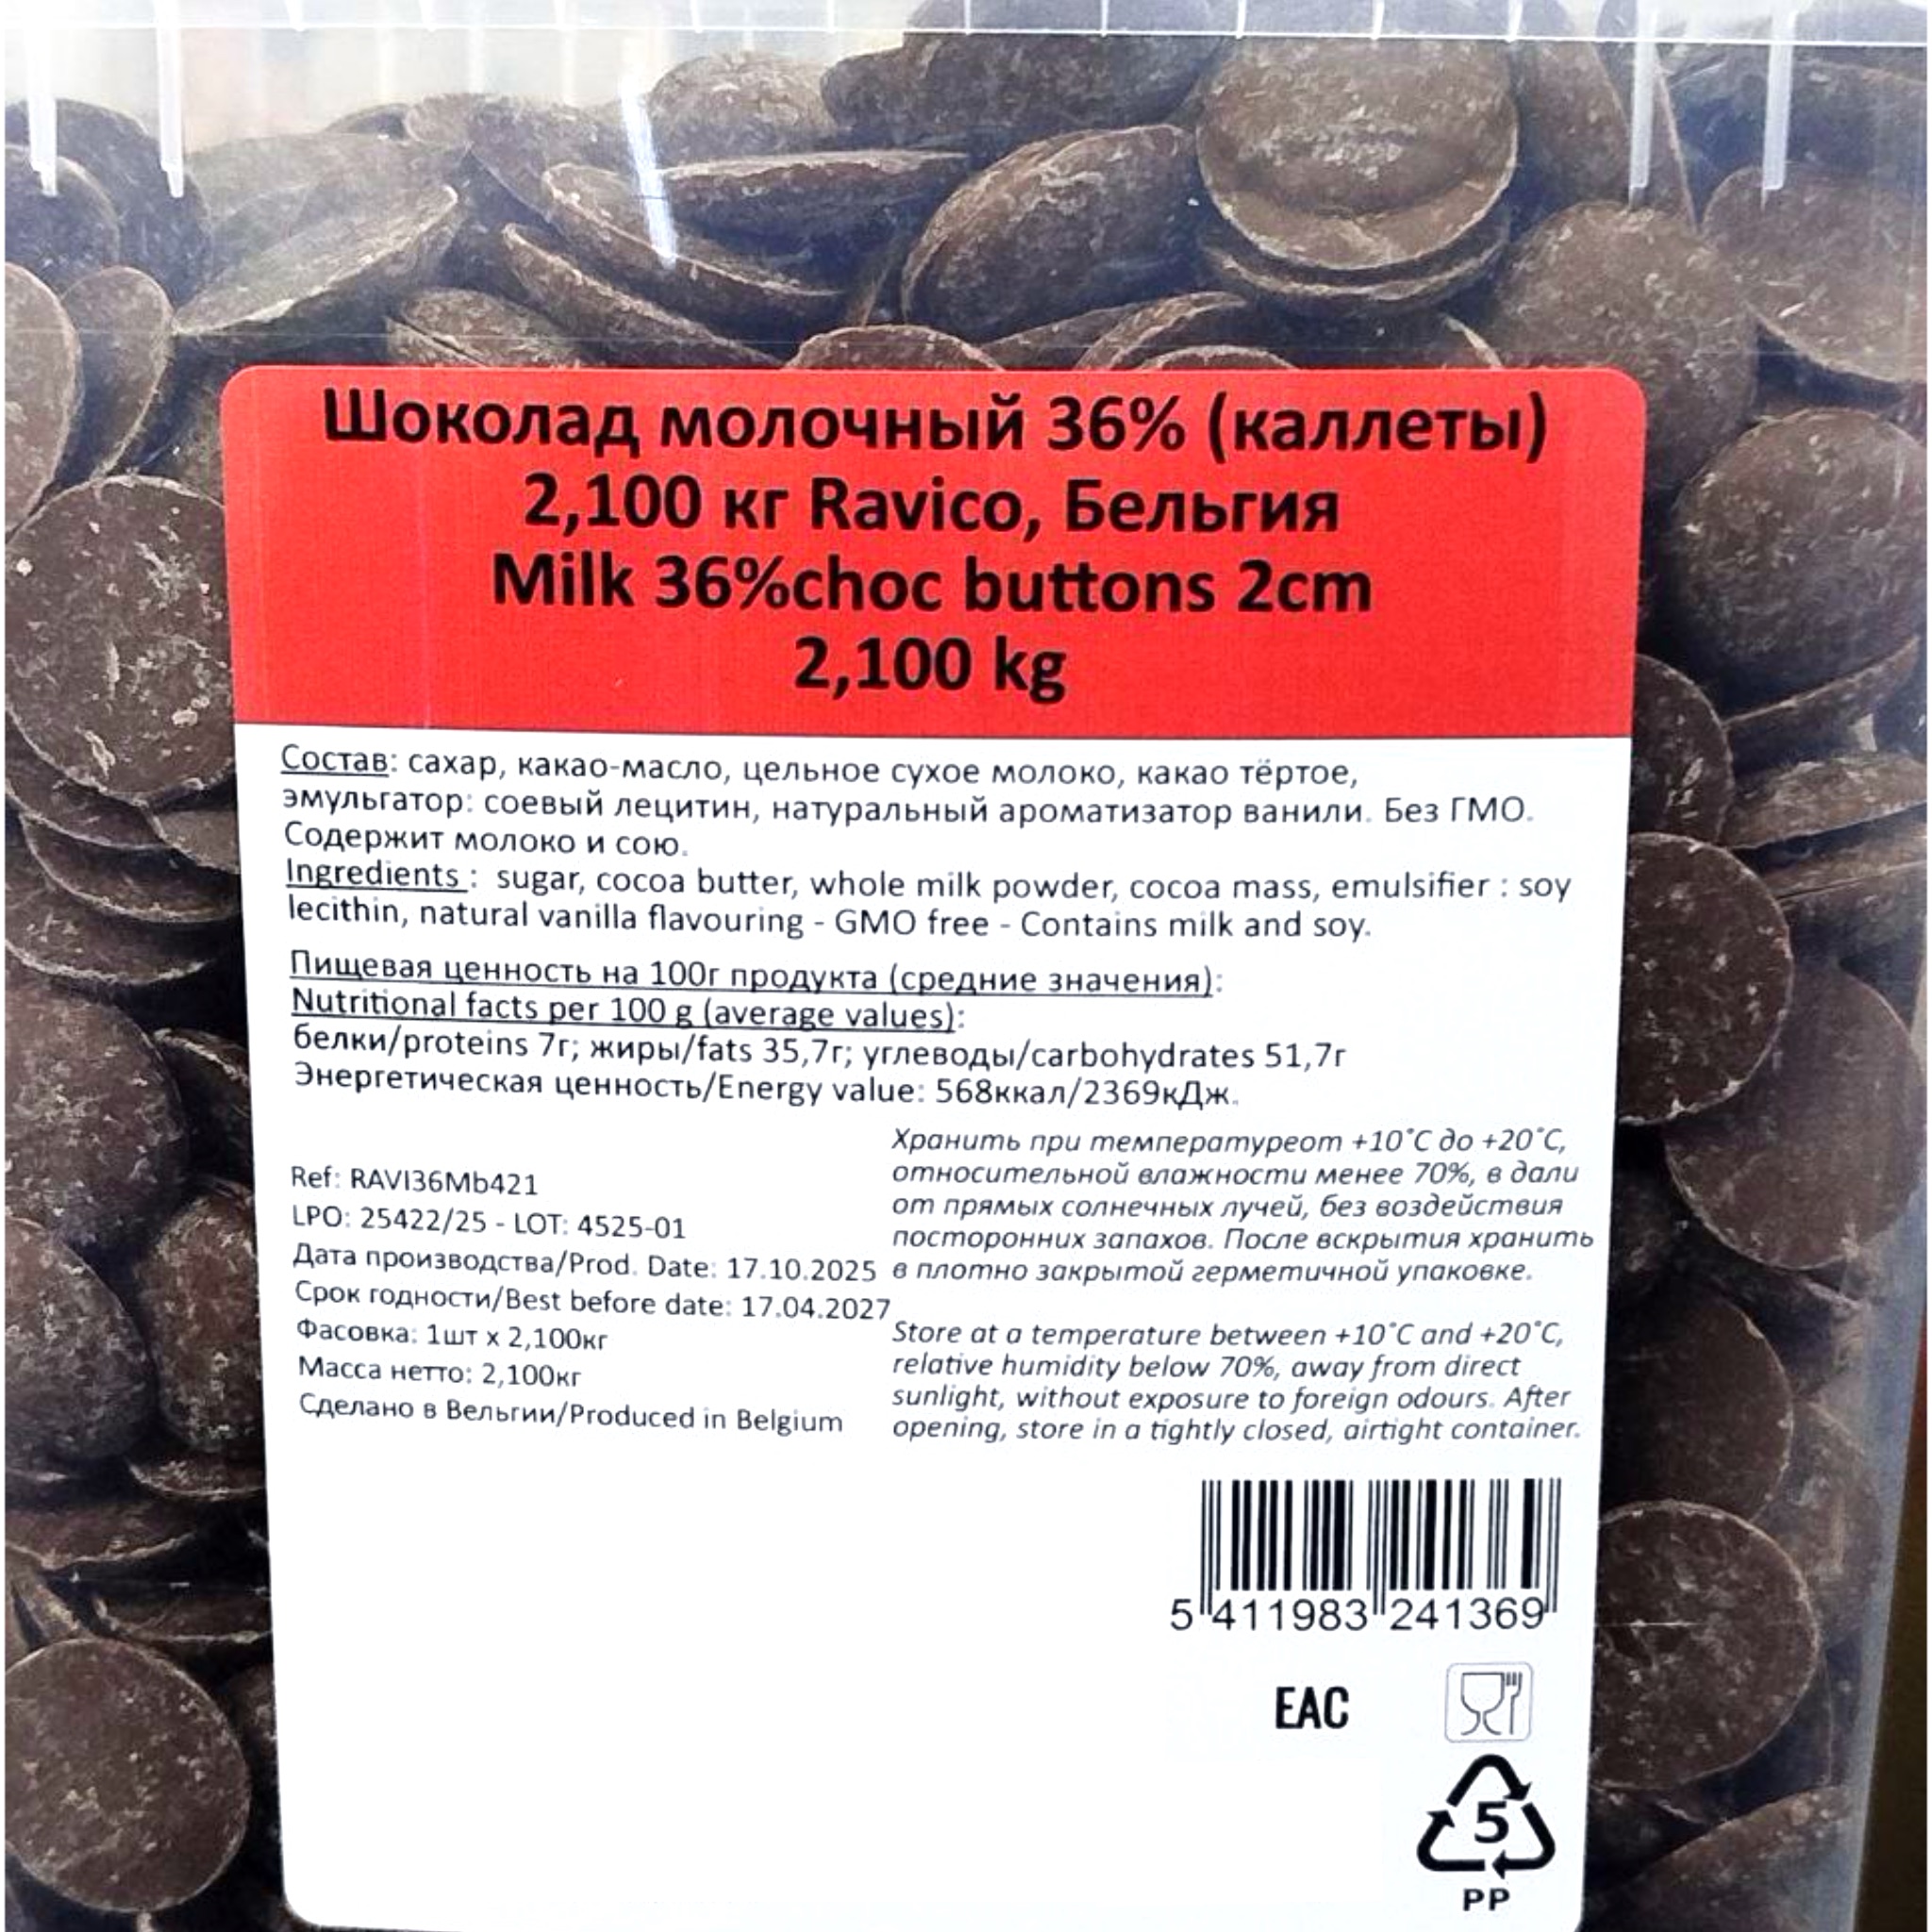 Шоколад молочный 36% (каллеты)
2,100 кг Ravico, Бельгия
Milk 36%choc buttons 2cm
2,100 kg
Состав: сахар, какао-масло, цельное сухое молоко, какао тёртое,
эмульгатор: соевый лецитин, натуральный ароматизатор ванили. Без ГМО.
Содержит молоко и сою.
Ingredients : sugar, cocoa butter, whole milk powder, cocoa mass, emulsifier : soy
lecithin, natural vanilla flavouring - GMO free - Contains milk and soy.
Пищевая ценность на 100г продукта (средние значения):
Nutritional facts per 100 g (average values):
белки/proteins 7г; жиры/fats 35,7г; углеводы/carbohydrates 51,7г
Энергетическая ценность/Energy value: 568ккал/2369кДж.
Ref: RAVI36Mb421
LPO: 25422/25 - LOT: 4525-01
Дата производства/Prod. Date: 17.10.2025
Срок годности/Best before date: 17.04.2027
Фасовка: 1шт x 2,100кг
Масса нетто: 2,100кг
Сделано в Вельгии/Produced in Belgium
Хранить при температуреот +10˚C до +20˚C,
относительной влажности менее 70%, в дали
от прямых солнечных лучей, без воздействия
посторонних запахов. После вскрытия хранить
в плотно закрытой герметичной упаковке.
Store at a temperature between +10˚C and +20˚C,
relative humidity below 70%, away from direct
sunlight, without exposure to foreign odours. After
opening, store in a tightly closed, airtight container.
5 411983 241369
EAC
5
PP